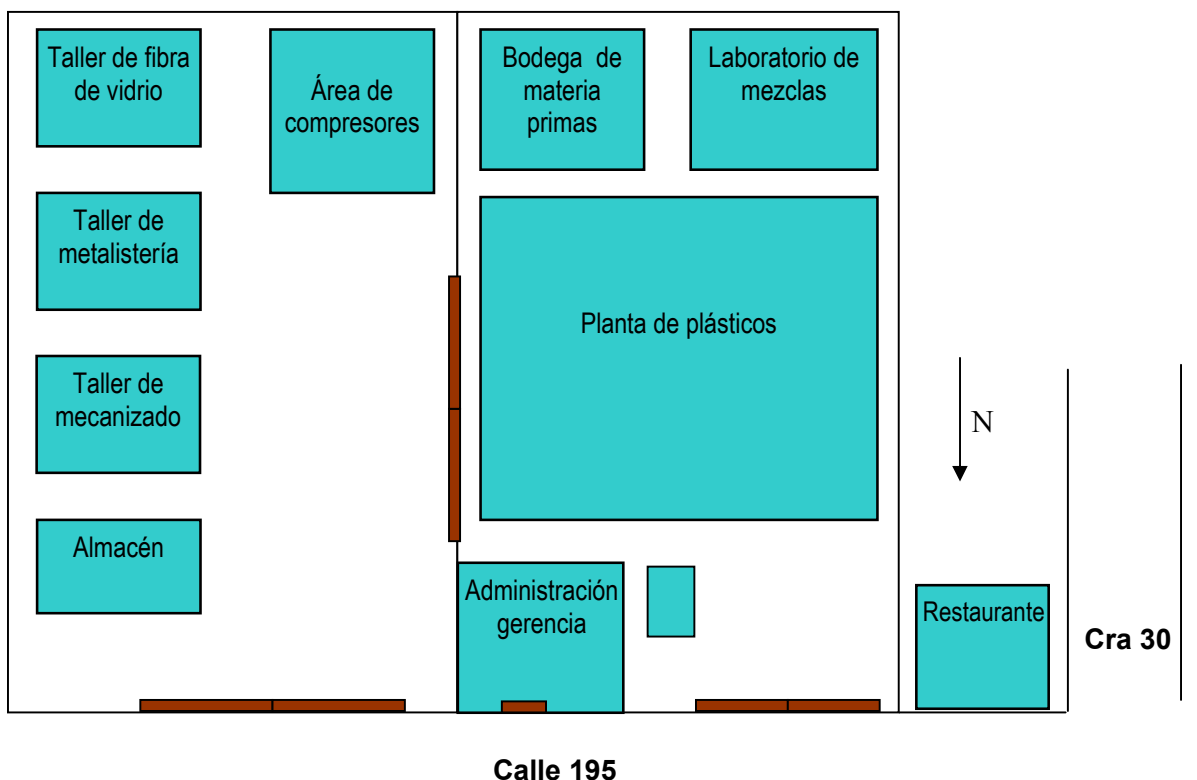 Taller de fibra
de vidrio
Área de
compresores
Bodega de
materia
primas
Laboratorio de
mezclas
Taller de
metalistería
Planta de plásticos
Taller de
mecanizado
N
Almacén
Administración
gerencia
Restaurante
Cra 30
Calle 195